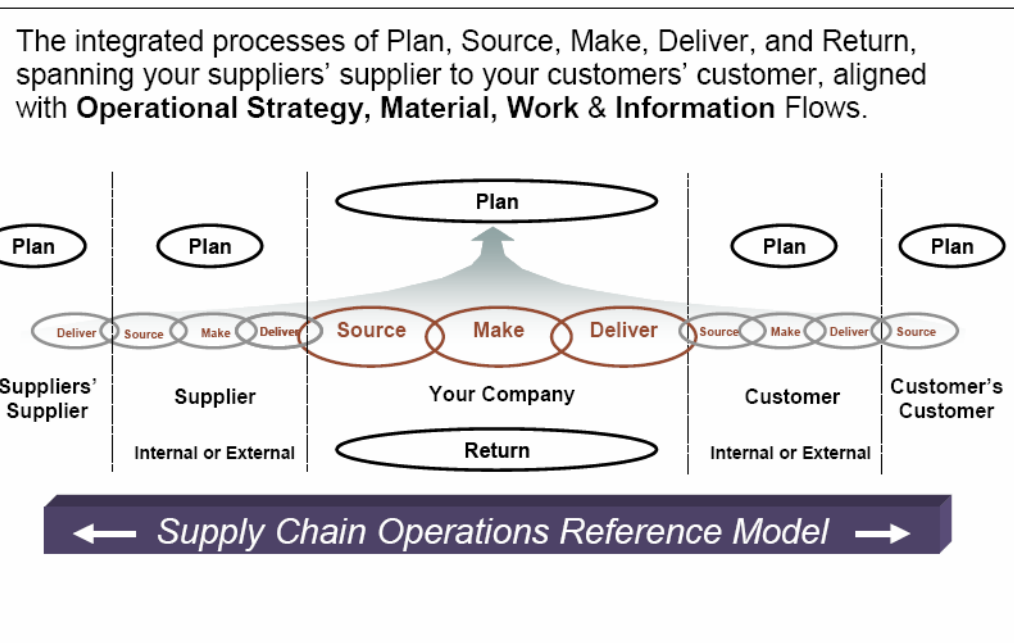 The integrated processes of Plan, Source, Make, Deliver, and Return,
spanning your suppliers' supplier to your customers' customer, aligned
with Operational Strategy, Material, Work & Information Flows.
Plan
Plan
Plan
Plan
Plan
Deliver
Source
Make
Deliver
Source
Make
Deliver
Source
Make
Deliver
Source
Suppliers'
Supplier
Supplier
Your Company
Customer
Customer's
Customer
Internal or External
Return
Internal or External
Supply Chain Operations Reference Model